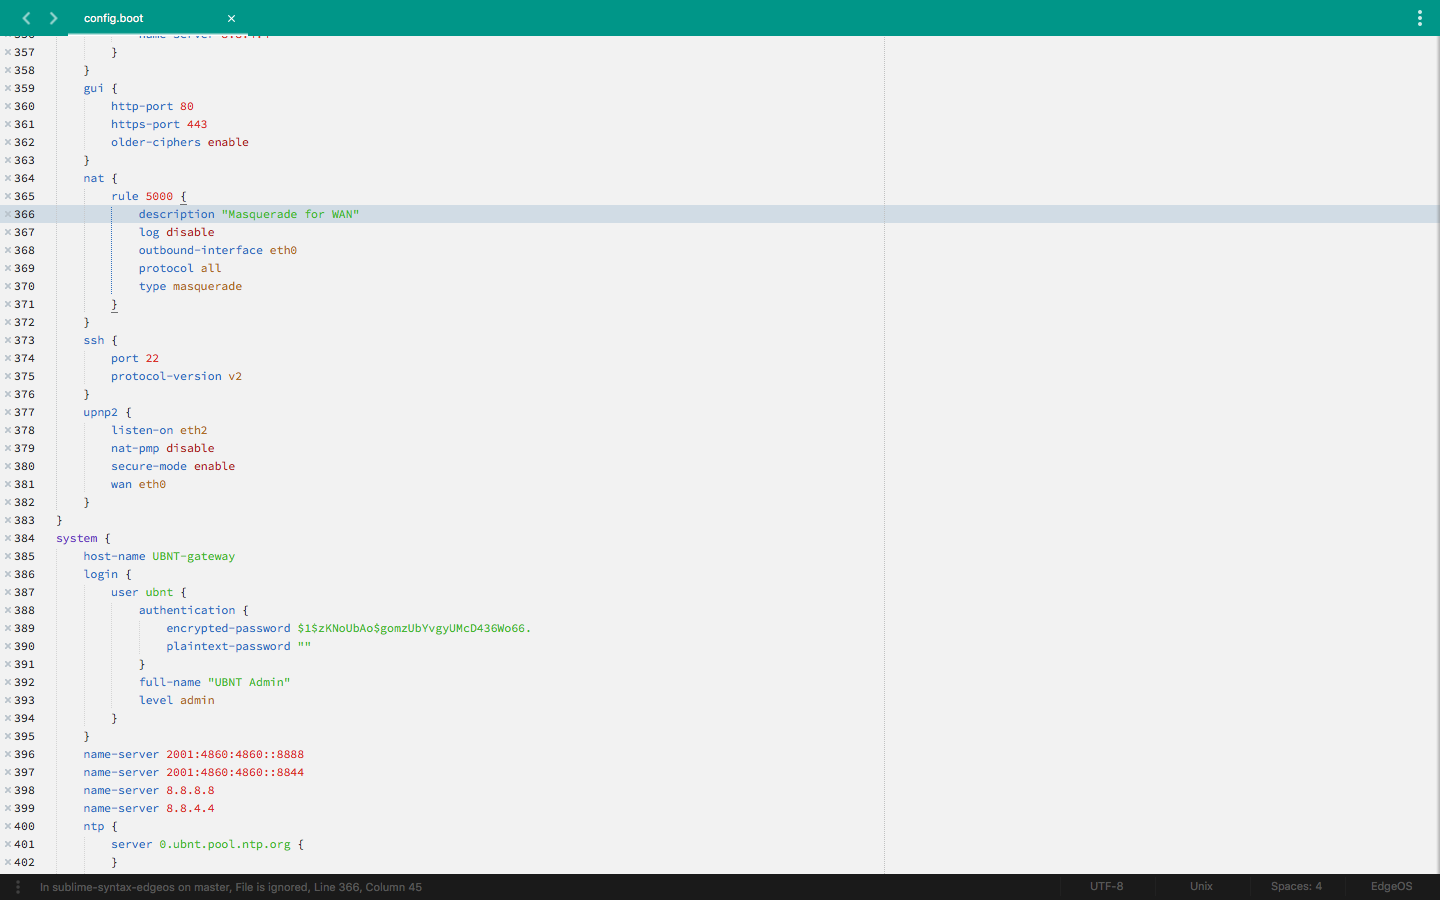 config.boot ×
357 }
358 }
359 gui {
360 http-port 80
361 https-port 443
362 older-ciphers enable
363 }
364 nat {
365 rule 5000 {
366 description "Masquerade for WAN"
367 log disable
368 outbound-interface eth0
369 protocol all
370 type masquerade
371 }
372 }
373 ssh {
374 port 22
375 protocol-version v2
376 }
377 upnp2 {
378 listen-on eth2
379 nat-pmp disable
380 secure-mode enable
381 wan eth0
382 }
383 }
384 system {
385 host-name UBNT-gateway
386 login {
387 user ubnt {
388 authentication {
389 encrypted-password $1$zKNoUbAo$gomzUbYvgyUMcD436Wo66.
390 plaintext-password ""
391 }
392 full-name "UBNT Admin"
393 level admin
394 }
395 }
396 name-server 2001:4860:4860::8888
397 name-server 2001:4860:4860::8844
398 name-server 8.8.8.8
399 name-server 8.8.4.4
400 ntp {
401 server 0.ubnt.pool.ntp.org {
402 }
In sublime-syntax-edgeos on master, File is ignored, Line 366, Column 45 UTF-8 Unix Spaces: 4 EdgeOS